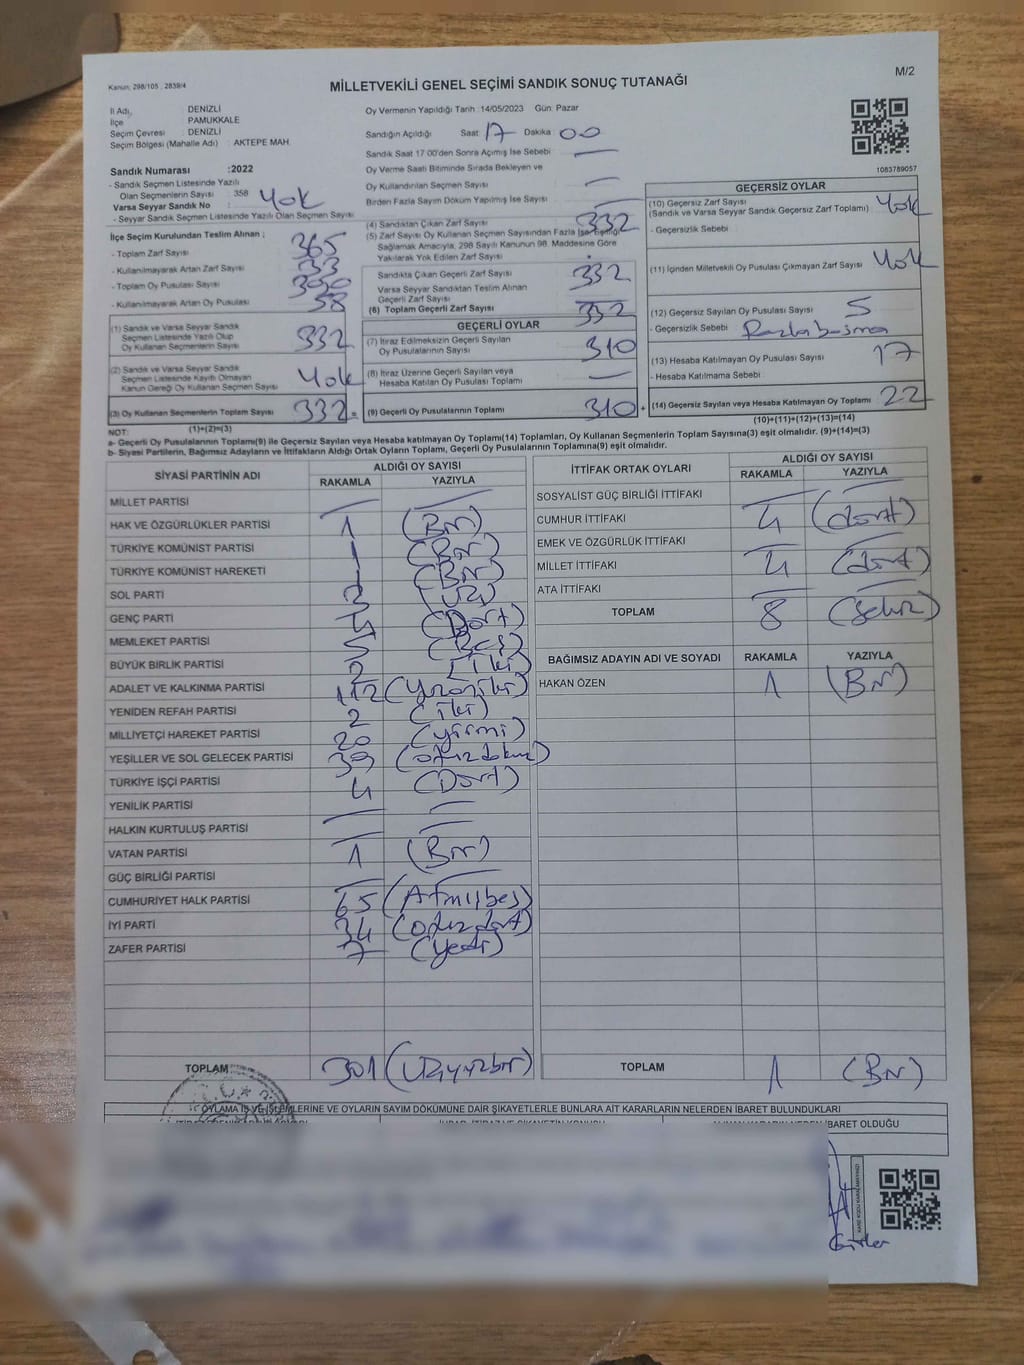 Kanun; 298/105 , 2839/4
M/2
MİLLETVEKİLİ GENEL SEÇİMİ SANDIK SONUÇ TUTANAĞI
İl Adı, DENİZLİ
İlçe PAMUKKALE
Seçim Çevresi : DENİZLİ
Seçim Bölgesi (Mahalle Adı) : AKTEPE MAH.
Oy Vermenin Yapıldığı Tarih 14/05/2023 Gün: Pazar
Sandığın Açıldığı Saat 17 Dakika 00
Sandık Saat 17 00'den Sonra Açımış İse Sebebi —
Oy Verme Saati Bitiminde Sırada Bekleyen ve
Oy Kullandırılan Seçmen Sayısı —
Birden Fazla Sayım Döküm Yapılmış İse Sayısı —
1083789057
Sandık Numarası :2022
- Sandık Seçmen Listesinde Yazılı
Olan Seçmenlerin Sayısı : 358
Varsa Seyyar Sandık No Yok
- Seyyar Sandık Seçmen Listesinde Yazılı Olan Seçmen Sayısı
İlçe Seçim Kurulundan Teslim Alınan ;
- Toplam Zarf Sayısı 365
- Kullanılmayarak Artan Zarf Sayısı 33
- Toplam Oy Pusulası Sayısı
- Kullanılmayarak Artan Oy Pusulası 58
(1) Sandık ve Varsa Seyyar Sandık
Seçmen Listesinde Yazılı Olup
Oy Kullanan Seçmenlerin Sayısı 332
(2) Sandık ve Varsa Seyyar Sandık
Seçmen Listesinde Kayıtlı Olmayan
Kanun Gereği Oy Kullanan Seçmen Sayısı Yok
(3) Oy Kullanan Seçmenlerin Toplam Sayısı 332 =
(4) Sandıktan Çıkan Zarf Sayısı 332
(5) Zarf Sayısı Oy Kullanan Seçmen Sayısından Fazla İse, Eşitliği
Sağlamak Amacıyla, 298 Sayılı Kanunun 98. Maddesine Göre
Yakılarak Yok Edilen Zarf Sayısı
Sandıkta Çıkan Geçerli Zarf Sayısı 332
Varsa Seyyar Sandıktan Teslim Alınan
Geçerli Zarf Sayısı —
(6) Toplam Geçerli Zarf Sayısı 332
GEÇERLİ OYLAR
(7) İtiraz Edilmeksizin Geçerli Sayılan
Oy Pusulalarının Sayısı 310
(8) İtiraz Üzerine Geçerli Sayılan veya
Hesaba Katılan Oy Pusulası Toplamı —
(9) Geçerli Oy Pusulalarının Toplamı 310 +
GEÇERSİZ OYLAR
(10) Geçersiz Zarf Sayısı Yok
(Sandık ve Varsa Seyyar Sandık Geçersiz Zarf Toplamı)
- Geçersizlik Sebebi
(11) İçinden Milletvekili Oy Pusulası Çıkmayan Zarf Sayısı Yok
(12) Geçersiz Sayılan Oy Pusulası Sayısı 5
- Geçersizlik Sebebi Fazla basma
(13) Hesaba Katılmayan Oy Pusulası Sayısı 17
- Hesaba Katılmama Sebebi
(14) Geçersiz Sayılan veya Hesaba Katılmayan Oy Toplamı 22
NOT: (1)+(2)=(3)
(10)+(11)+(12)+(13)=(14)
a- Geçerli Oy Pusulalarının Toplamı(9) ile Geçersiz Sayılan veya Hesaba katılmayan Oy Toplamı(14) Toplamları, Oy Kullanan Seçmenlerin Toplam Sayısına(3) eşit olmalıdır. (9)+(14)=(3)
b- Siyasi Partilerin, Bağımsız Adayların ve İttifakların Aldığı Ortak Oyların Toplamı, Geçerli Oy Pusulalarının Toplamına(9) eşit olmalıdır.
SİYASİ PARTİNİN ADI
ALDIĞI OY SAYISI
RAKAMLA YAZIYLA
MİLLET PARTİSİ — —
HAK VE ÖZGÜRLÜKLER PARTİSİ 1 (Bir)
TÜRKİYE KOMÜNİST PARTİSİ 1 (Bir)
TÜRKİYE KOMÜNİST HAREKETİ 1 (Bir)
SOL PARTİ 3 (Üç)
GENÇ PARTİ 4 (Dört)
MEMLEKET PARTİSİ 5 (Beş)
BÜYÜK BİRLİK PARTİSİ 2 (İki)
ADALET VE KALKINMA PARTİSİ 112 (Yüzoniki)
YENİDEN REFAH PARTİSİ 2 (iki)
MİLLİYETÇİ HAREKET PARTİSİ 20 (yirmi)
YEŞİLLER VE SOL GELECEK PARTİSİ 39 (otuzdokuz)
TÜRKİYE İŞÇİ PARTİSİ 4 (Dört)
YENİLİK PARTİSİ — —
HALKIN KURTULUŞ PARTİSİ — —
VATAN PARTİSİ 1 (Bir)
GÜÇ BİRLİĞİ PARTİSİ — —
CUMHURİYET HALK PARTİSİ 65 (Atmışbeş)
İYİ PARTİ 34 (otuzdört)
ZAFER PARTİSİ 7 (yedi)
TOPLAM 301 (Üçyüzbir)
İTTİFAK ORTAK OYLARI
ALDIĞI OY SAYISI
RAKAMLA YAZIYLA
SOSYALİST GÜÇ BİRLİĞİ İTTİFAKI — —
CUMHUR İTTİFAKI 4 (dört)
EMEK VE ÖZGÜRLÜK İTTİFAKI — —
MİLLET İTTİFAKI 4 (dört)
ATA İTTİFAKI — —
TOPLAM 8 (Sekiz)
BAĞIMSIZ ADAYIN ADI VE SOYADI RAKAMLA YAZIYLA
HAKAN ÖZEN 1 (Bir)
TOPLAM 1 (Bir)
OYLAMA İŞ VE İŞLEMLERİNE VE OYLARIN SAYIM DÖKÜMÜNE DAİR ŞİKAYETLERLE BUNLARA AİT KARARLARIN NELERDEN İBARET BULUNDUKLARI
İBARET OLDUĞU